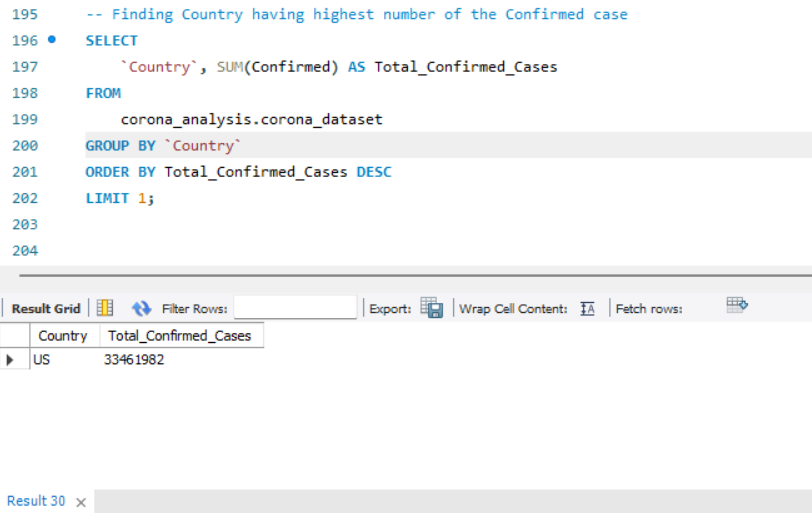 195 -- Finding Country having highest number of the Confirmed case
196 SELECT
197 `Country`, SUM(Confirmed) AS Total_Confirmed_Cases
198 FROM
199 corona_analysis.corona_dataset
200 GROUP BY `Country`
201 ORDER BY Total_Confirmed_Cases DESC
202 LIMIT 1;
203
204
Result Grid Filter Rows: Export: Wrap Cell Content: Fetch rows:
Country Total_Confirmed_Cases
US 33461982
Result 30